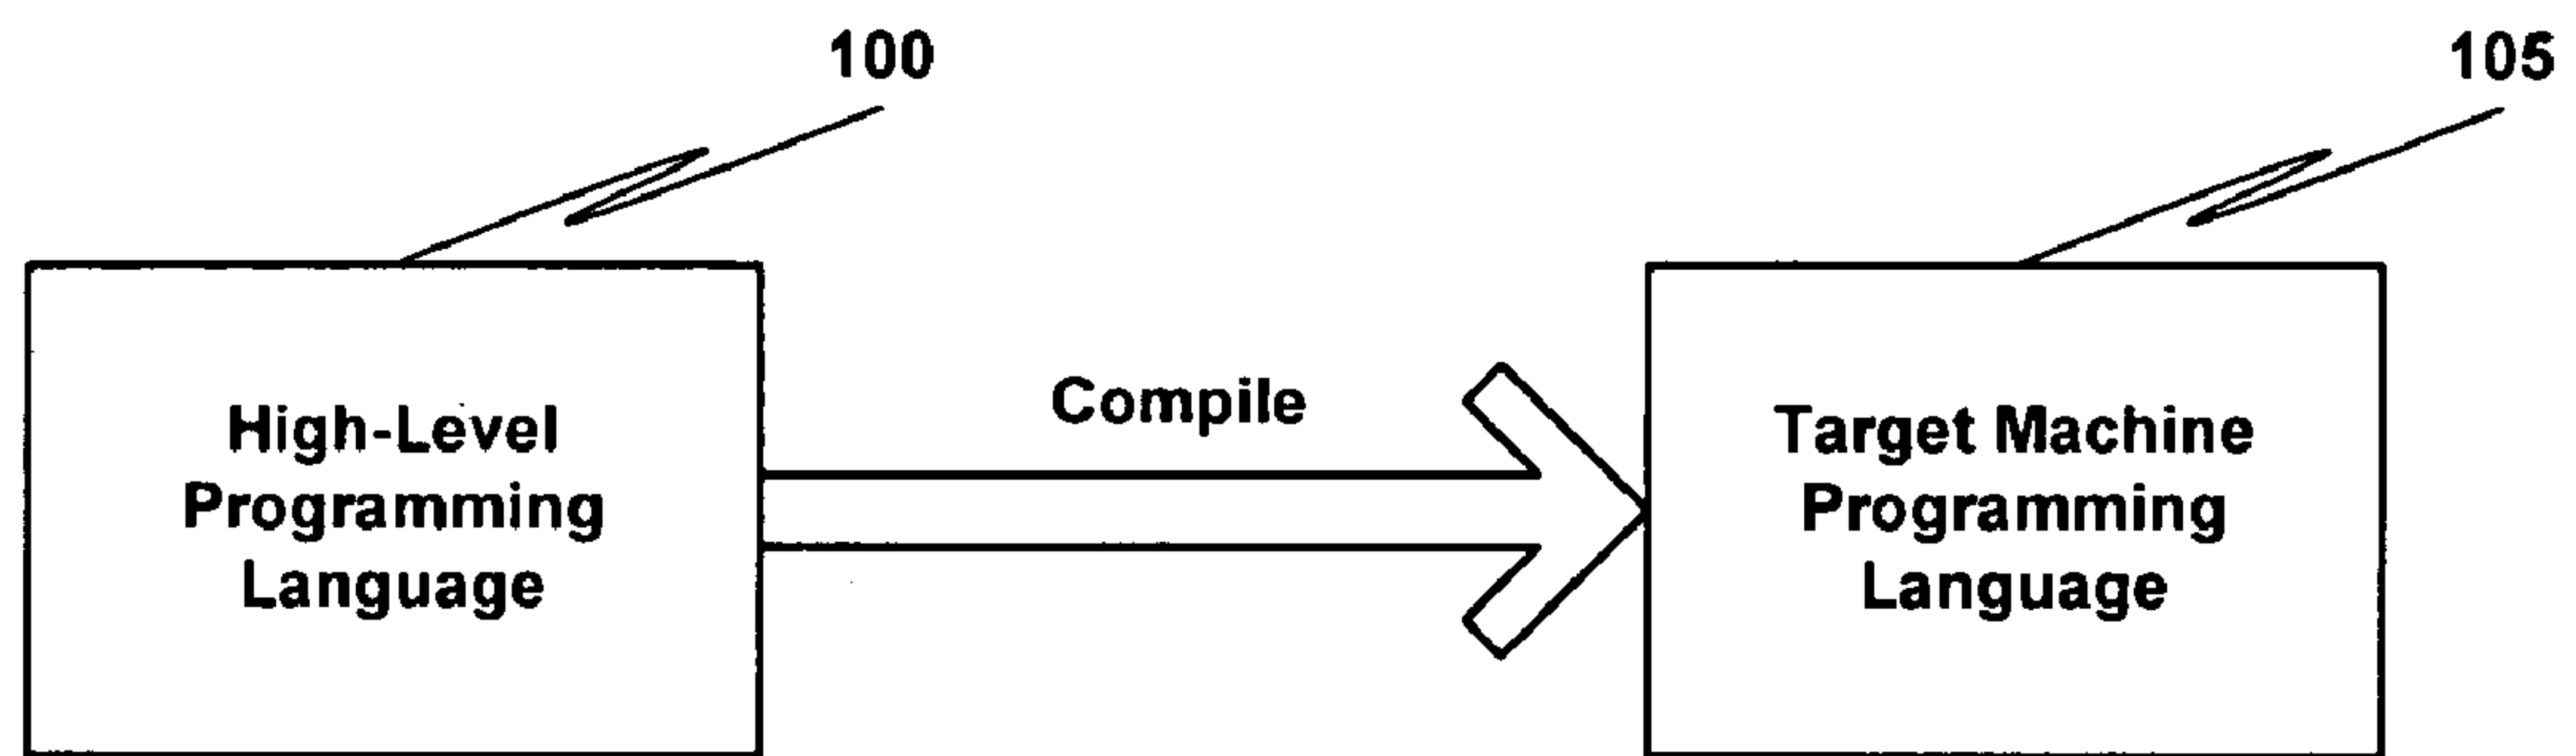 100
105
High-Level
Programming
Language
Compile
Target Machine
Programming
Language